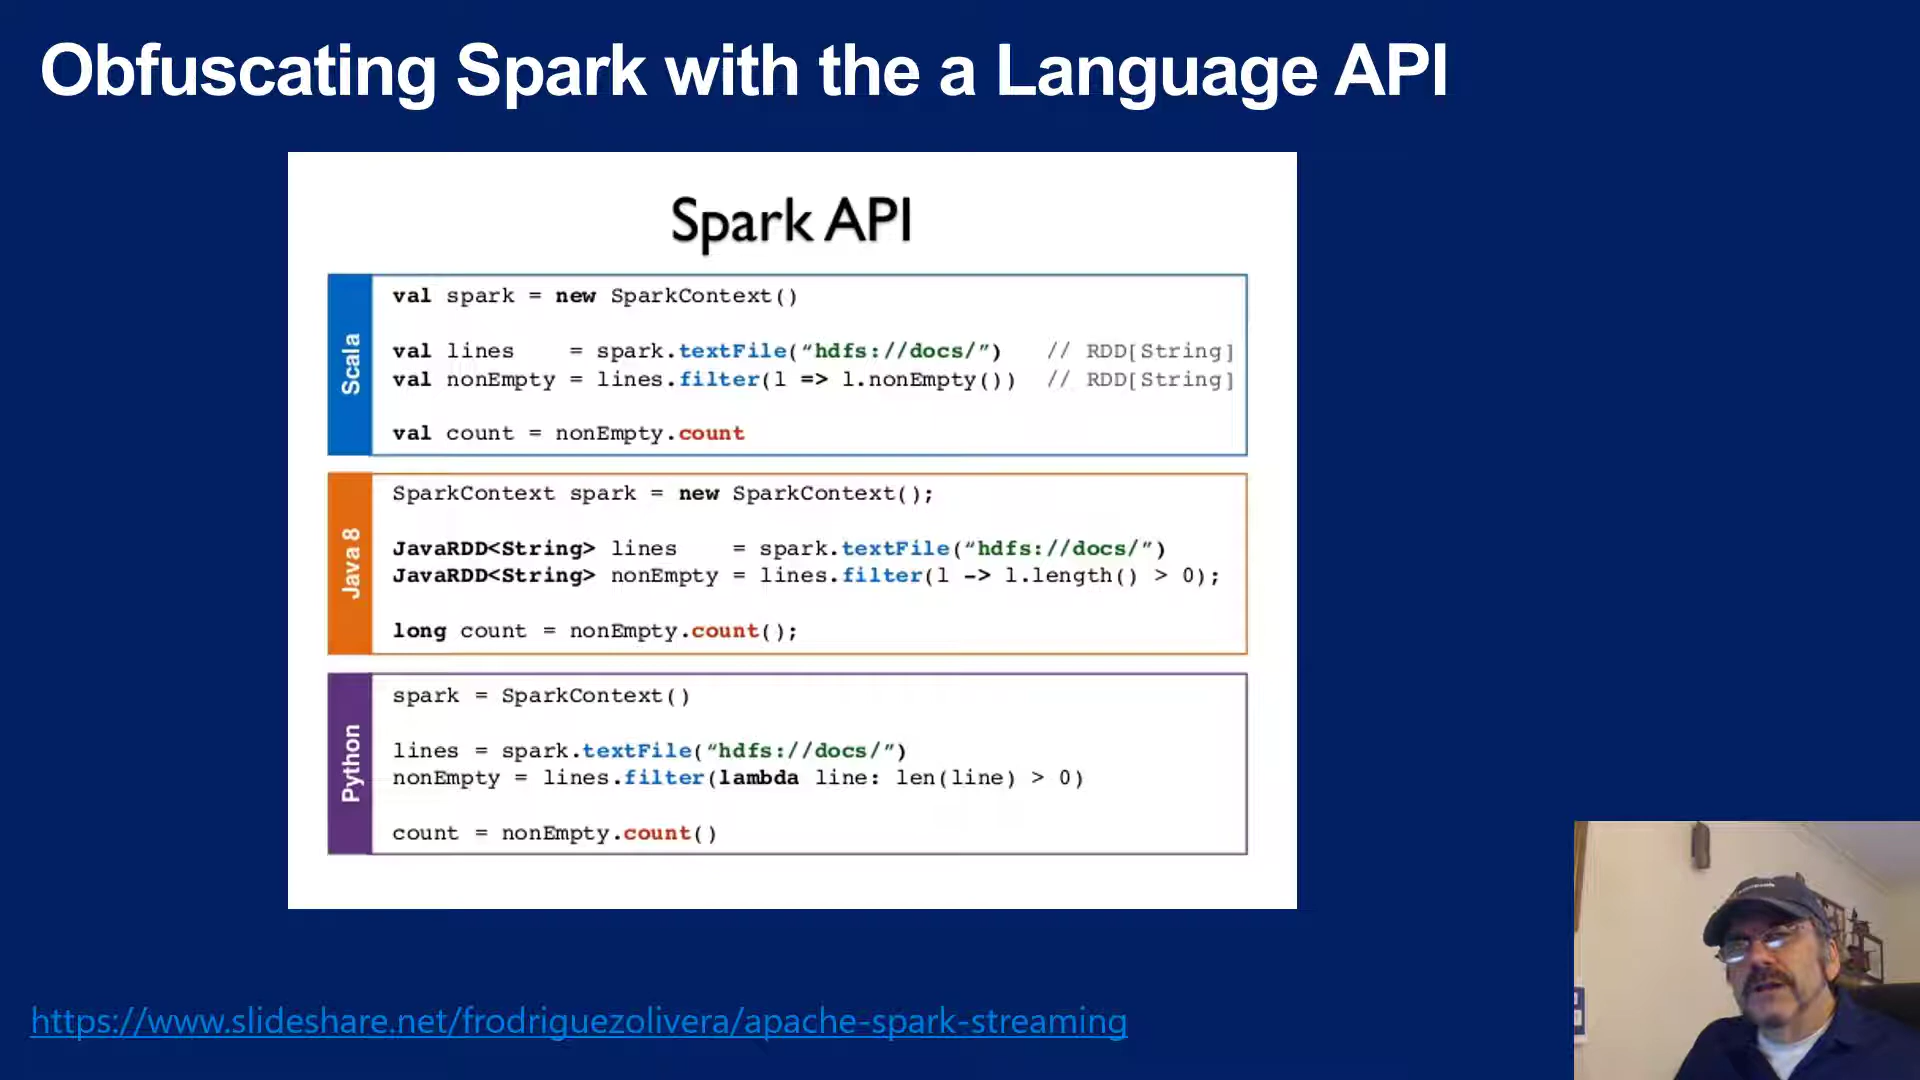 Obfuscating Spark with the a Language API
Spark API
Scala
val spark = new SparkContext()
val lines    = spark.textFile(“hdfs://docs/”)   // RDD[String]
val nonEmpty = lines.filter(l => l.nonEmpty())  // RDD[String]
val count = nonEmpty.count
Java 8
SparkContext spark = new SparkContext();
JavaRDD<String> lines    = spark.textFile(“hdfs://docs/”)
JavaRDD<String> nonEmpty = lines.filter(l -> l.length() > 0);
long count = nonEmpty.count();
Python
spark = SparkContext()
lines = spark.textFile(“hdfs://docs/”)
nonEmpty = lines.filter(lambda line: len(line) > 0)
count = nonEmpty.count()
https://www.slideshare.net/frodriguezolivera/apache-spark-streaming